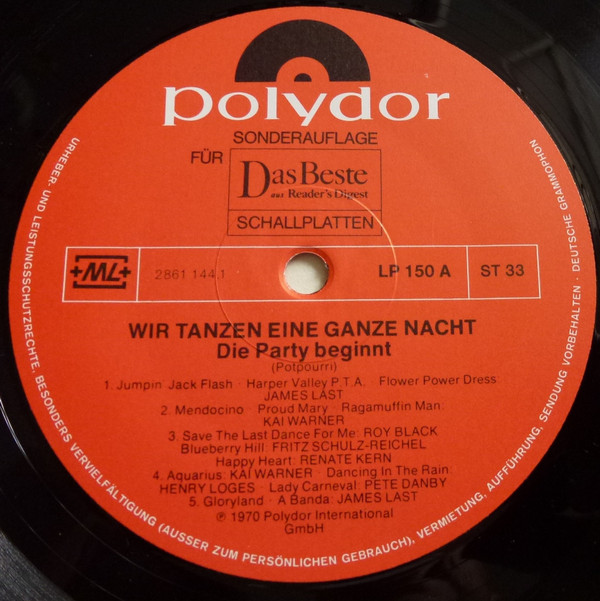 polydor
SONDERAUFLAGE
FÜR
Das Beste
aus Reader's Digest
SCHALLPLATTEN
+ML+
2861 144.1
LP 150 A
ST 33
WIR TANZEN EINE GANZE NACHT
Die Party beginnt
(Potpourri)
1. Jumpin' Jack Flash · Harper Valley P.T.A. · Flower Power Dress:
JAMES LAST
2. Mendocino · Proud Mary · Ragamuffin Man:
KAI WARNER
3. Save The Last Dance For Me: ROY BLACK
Blueberry Hill: FRITZ SCHULZ-REICHEL
Happy Heart: RENATE KERN
4. Aquarius: KAI WARNER · Dancing In The Rain:
HENRY LOGES · Lady Carneval: PETE DANBY
5. Gloryland · A Banda: JAMES LAST
℗ 1970 Polydor International
GmbH
URHEBER- UND LEISTUNGSSCHUTZRECHTE, BESONDERS VERVIELFÄLTIGUNG (AUSSER ZUM PERSÖNLICHEN GEBRAUCH), VERMIETUNG, AUFFÜHRUNG, SENDUNG VORBEHALTEN · DEUTSCHE GRAMMOPHON